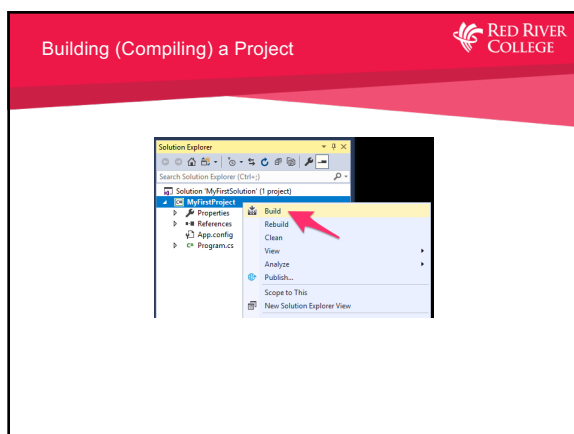 Building (Compiling) a Project
RED RIVER
COLLEGE
Solution Explorer
Search Solution Explorer (Ctrl+;)
Solution 'MyFirstSolution' (1 project)
C# MyFirstProject
Properties
References
App.config
C# Program.cs
Build
Rebuild
Clean
View
Analyze
Publish...
Scope to This
New Solution Explorer View